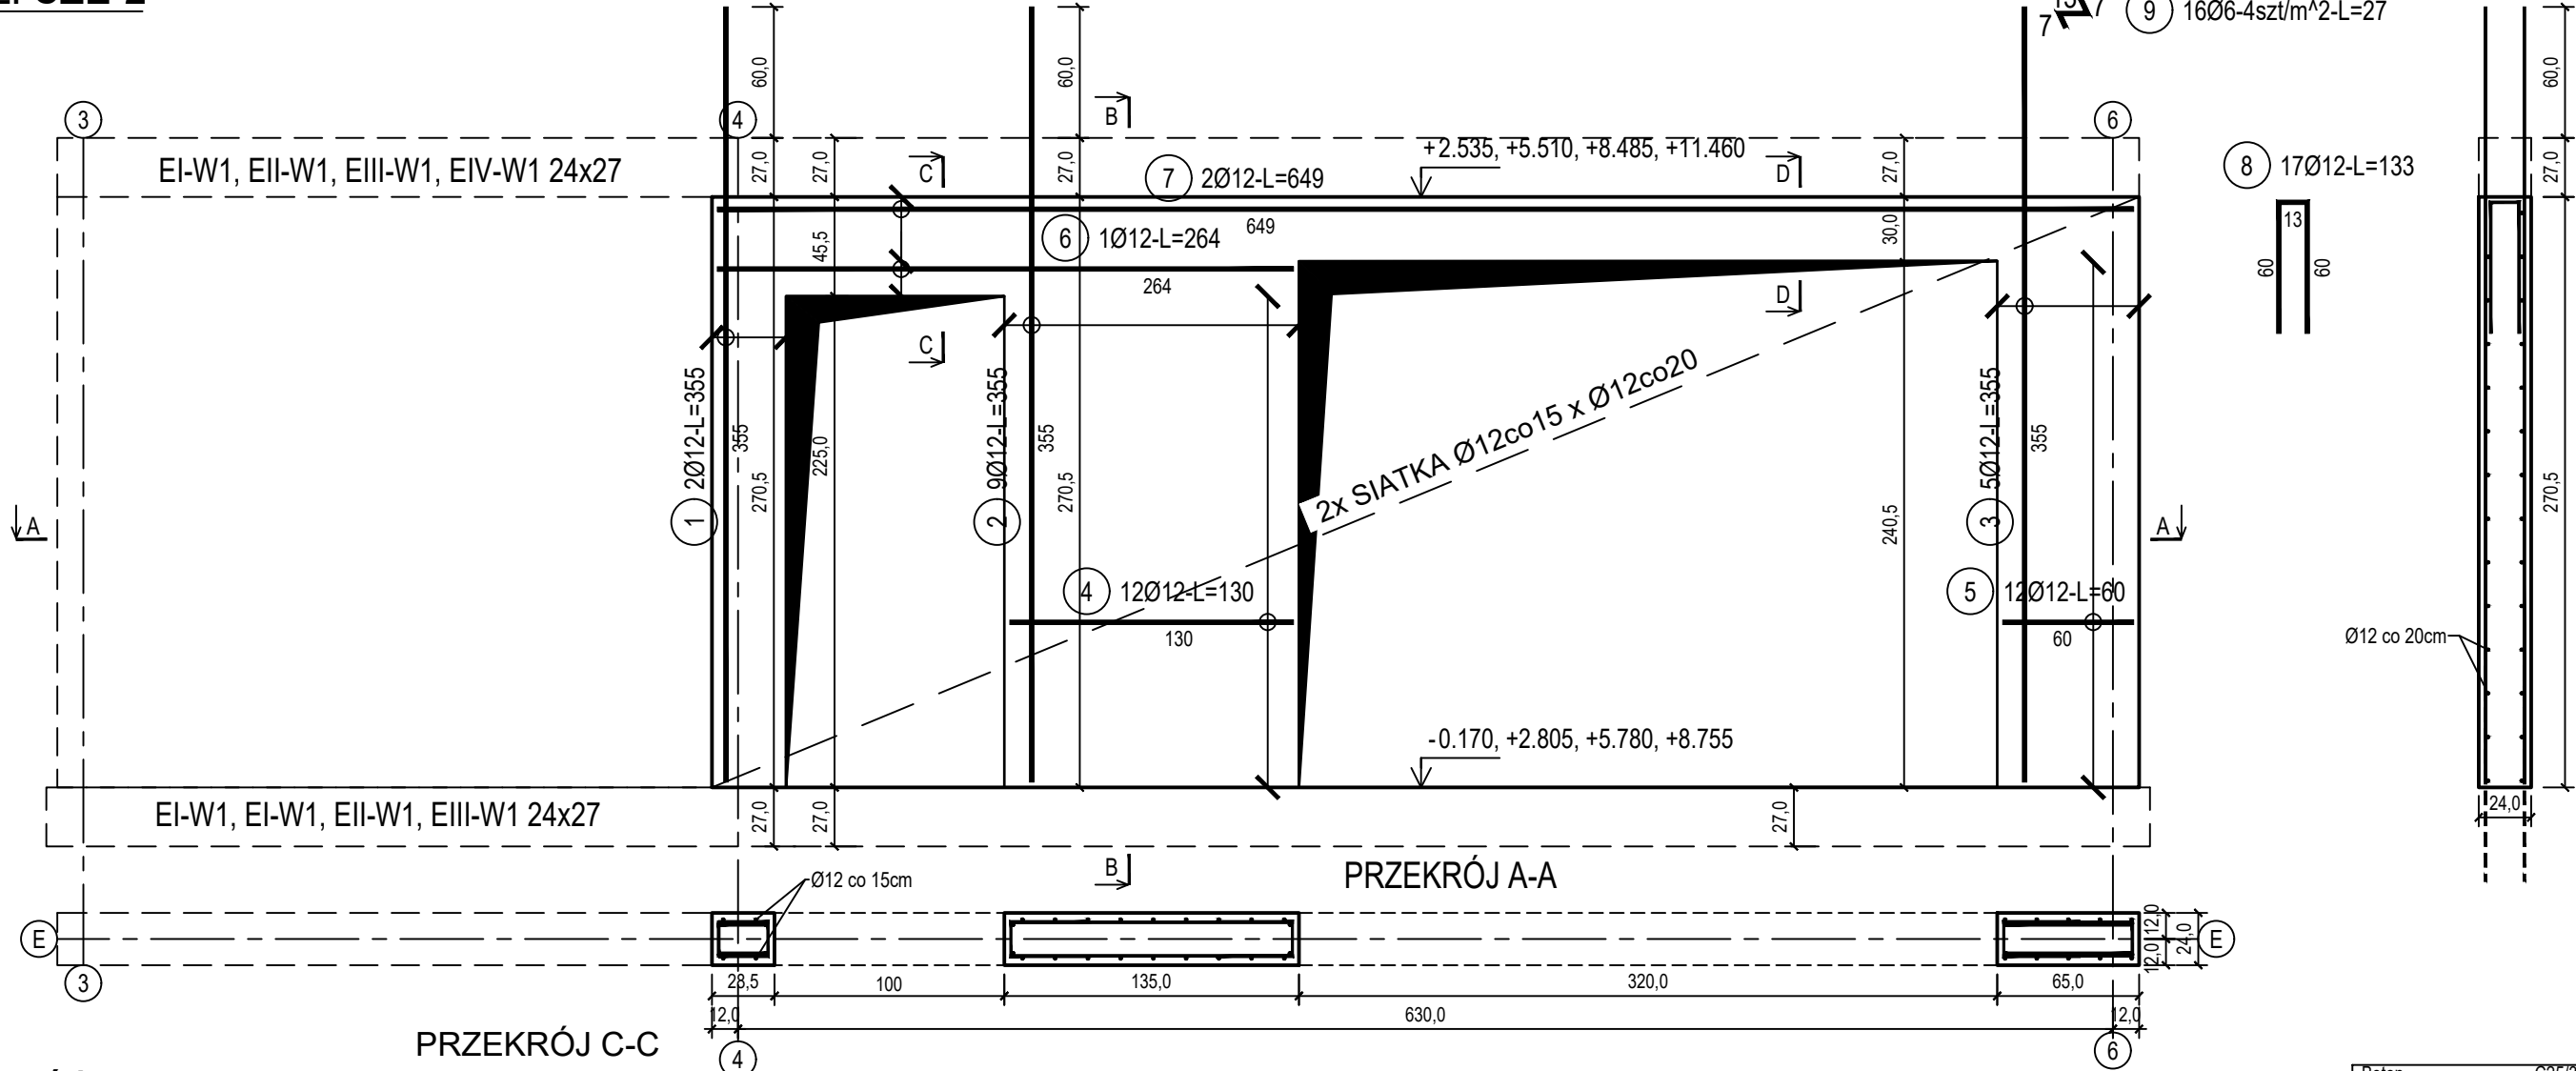 9 16Ø6-4szt/m^2-L=27
7 7
60,0
60,0
60,0
3
4
6
B
EI-W1, EII-W1, EIII-W1, EIV-W1 24x27
27,0
27,0
27,0
27,0
27,0
C
D
+2.535, +5.510, +8.485, +11.460
7 2Ø12-L=649
649
8 17Ø12-L=133
13
60
60
6 1Ø12-L=264
264
45,5
30,0
C
D
1 2Ø12-L=355
355
270,5
225,0
2 9Ø12-L=355
355
270,5
2x SIATKA Ø12co15 x Ø12co20
240,5
3 5Ø12-L=355
355
270,5
A
A
4 12Ø12-L=130
130
5 12Ø12-L=60
60
Ø12 co 20cm
-0.170, +2.805, +5.780, +8.755
EI-W1, EI-W1, EII-W1, EIII-W1 24x27
27,0
27,0
27,0
24,0
B
PRZEKRÓJ A-A
Ø12 co 15cm
E
E
12,0
12,0
24,0
3
28,5
100
135,0
320,0
65,0
12,0
630,0
12,0
PRZEKRÓJ C-C
4
6